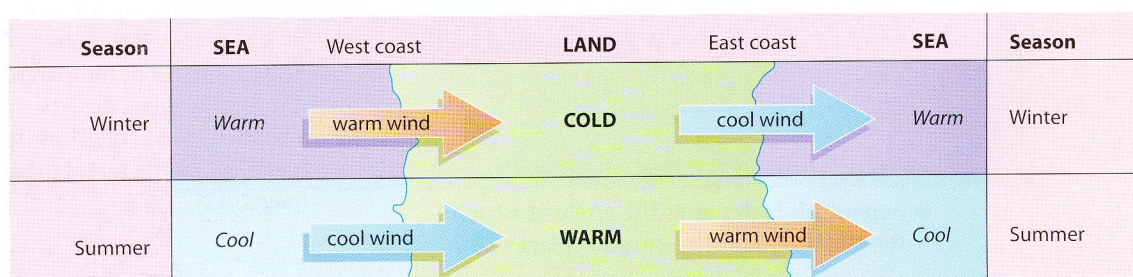 Season SEA West coast LAND East coast SEA Season
Winter Warm warm wind COLD cool wind Warm Winter
Summer Cool cool wind WARM warm wind Cool Summer